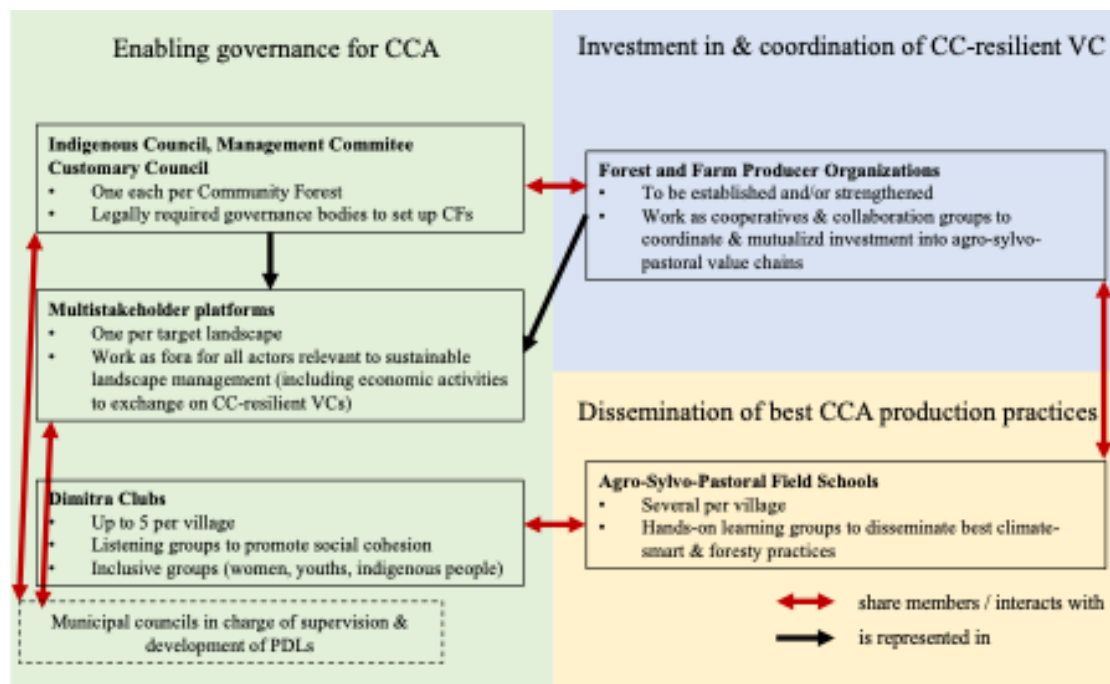 Enabling governance for CCA
Indigenous Council, Management Commitee
Customary Council
• One each per Community Forest
• Legally required governance bodies to set up CFs
Multistakeholder platforms
• One per target landscape
• Work as fora for all actors relevant to sustainable
landscape management (including economic activities
to exchange on CC-resilient VCs)
Dimitra Clubs
• Up to 5 per village
• Listening groups to promote social cohesion
• Inclusive groups (women, youths, indigenous people)
Municipal councils in charge of supervision &
development of PDLs
Investment in & coordination of CC-resilient VC
Forest and Farm Producer Organizations
• To be established and/or strengthened
• Work as cooperatives & collaboration groups to
coordinate & mutualizd investment into agro-sylvo-
pastoral value chains
Dissemination of best CCA production practices
Agro-Sylvo-Pastoral Field Schools
• Several per village
• Hands-on learning groups to disseminate best climate-
smart & foresty practices
share members / interacts with
is represented in